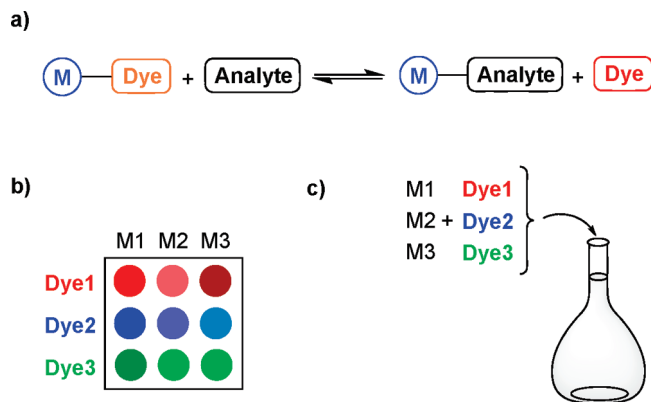 a)
M Dye + Analyte M Analyte + Dye
b)
M1 M2 M3
Dye1
Dye2
Dye3
c)
M1 Dye1
M2 + Dye2
M3 Dye3